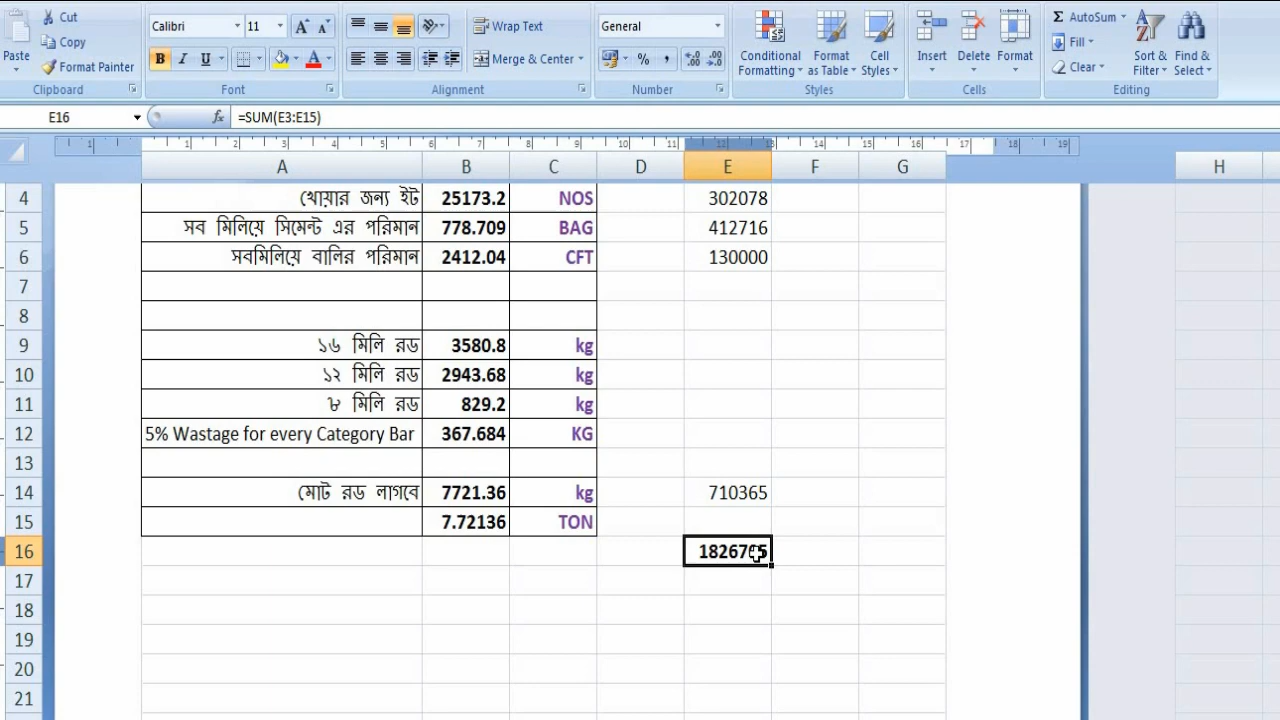 Cut
Calibri 11
Wrap Text
General
AutoSum
Paste
Copy
Format Painter
B I U
Merge & Center
Conditional Formatting
Format as Table
Cell Styles
Insert
Delete
Format
Fill
Clear
Sort & Filter
Find & Select
Clipboard
Font
Alignment
Number
Styles
Cells
Editing
E16 fx =SUM(E3:E15)
A B C D E F G H
4 খোয়ার জন্য ইট 25173.2 NOS 302078
5 সব মিলিয়ে সিমেন্ট এর পরিমান 778.709 BAG 412716
6 সবমিলিয়ে বালির পরিমান 2412.04 CFT 130000
7
8
9 ১৬ মিলি রড 3580.8 kg
10 ১২ মিলি রড 2943.68 kg
11 ৮ মিলি রড 829.2 kg
12 5% Wastage for every Category Bar 367.684 KG
13
14 মোট রড লাগবে 7721.36 kg 710365
15 7.72136 TON
16
17
18
19
20
21